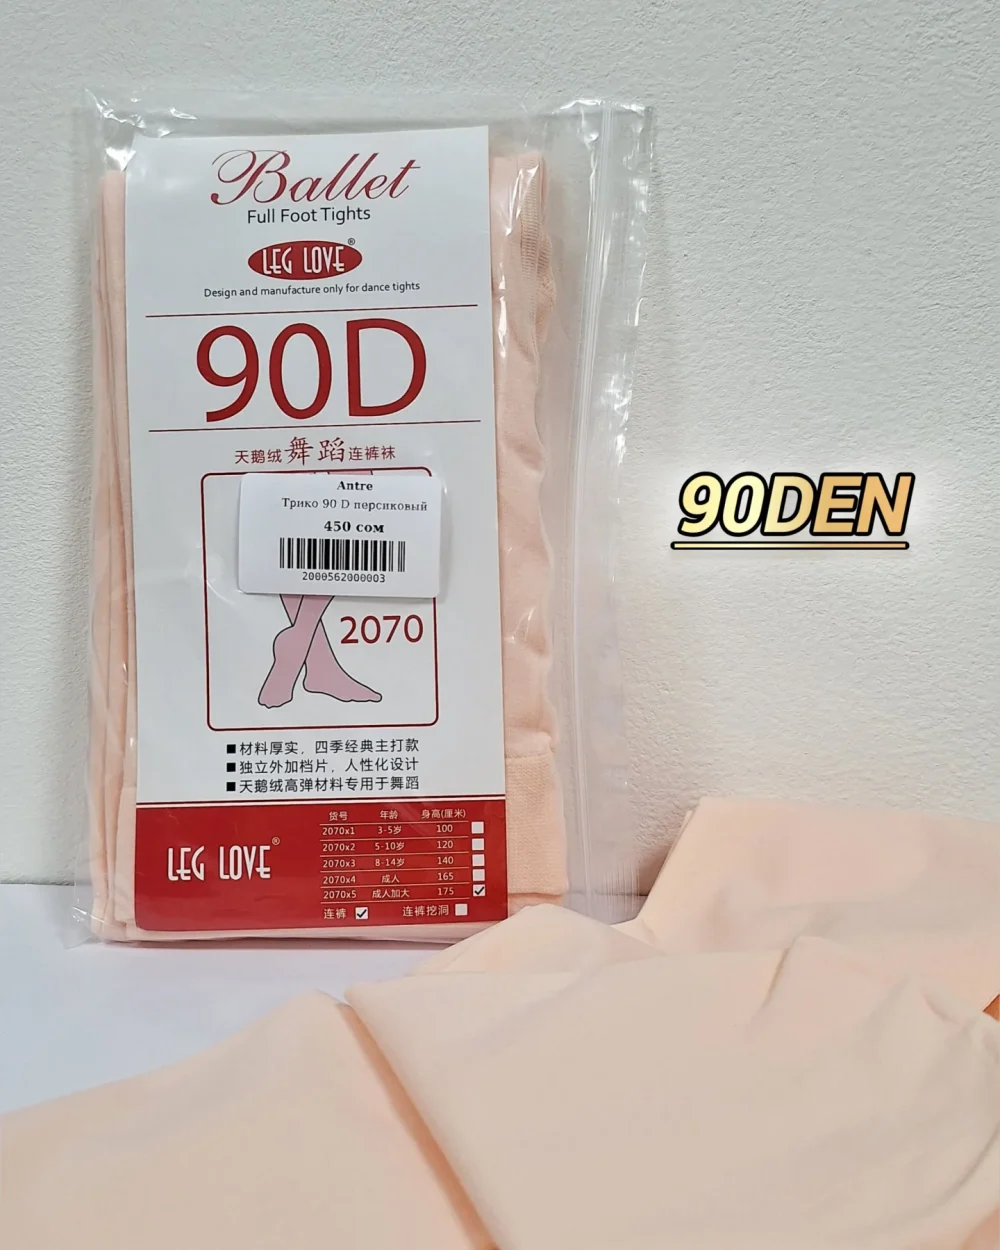 Ballet
Full Foot Tights
LEG LOVE®
Design and manufacture only for dance tights
90D
天鹅绒舞蹈连裤袜
Antre
Трико 90 D персиковый
450 сом
2000562000003
2070
90DEN
■材料厚实，四季经典主打款
■独立外加档片，人性化设计
■天鹅绒高弹材料专用于舞蹈
LEG LOVE®
货号 年龄 身高(厘米)
2070x1 3-5岁 100
2070x2 5-10岁 120
2070x3 8-14岁 140
2070x4 成人 165
2070x5 成人加大 175 ☑
连裤 ☑ 连裤挖洞